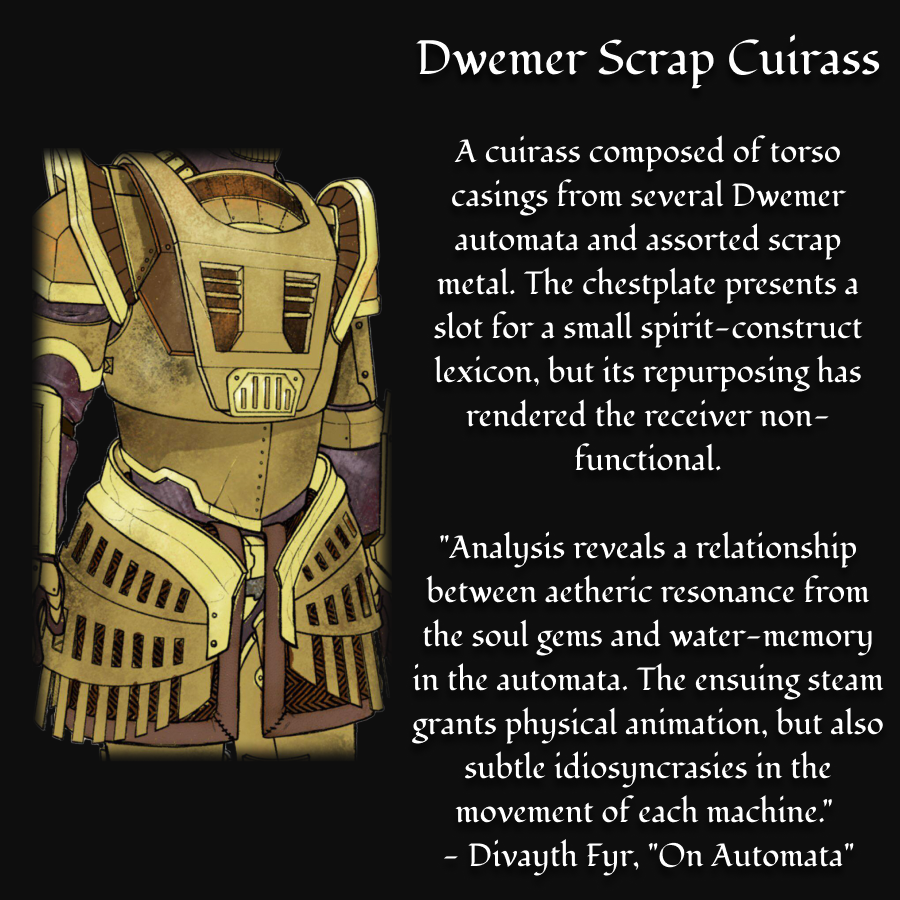 Dwemer Scrap Cuirass
A cuirass composed of torso
casings from several Dwemer
automata and assorted scrap
metal. The chestplate presents a
slot for a small spirit-construct
lexicon, but its repurposing has
rendered the receiver non-
functional.
"Analysis reveals a relationship
between aetheric resonance from
the soul gems and water-memory
in the automata. The ensuing steam
grants physical animation, but also
subtle idiosyncrasies in the
movement of each machine."
- Divayth Fyr, "On Automata"